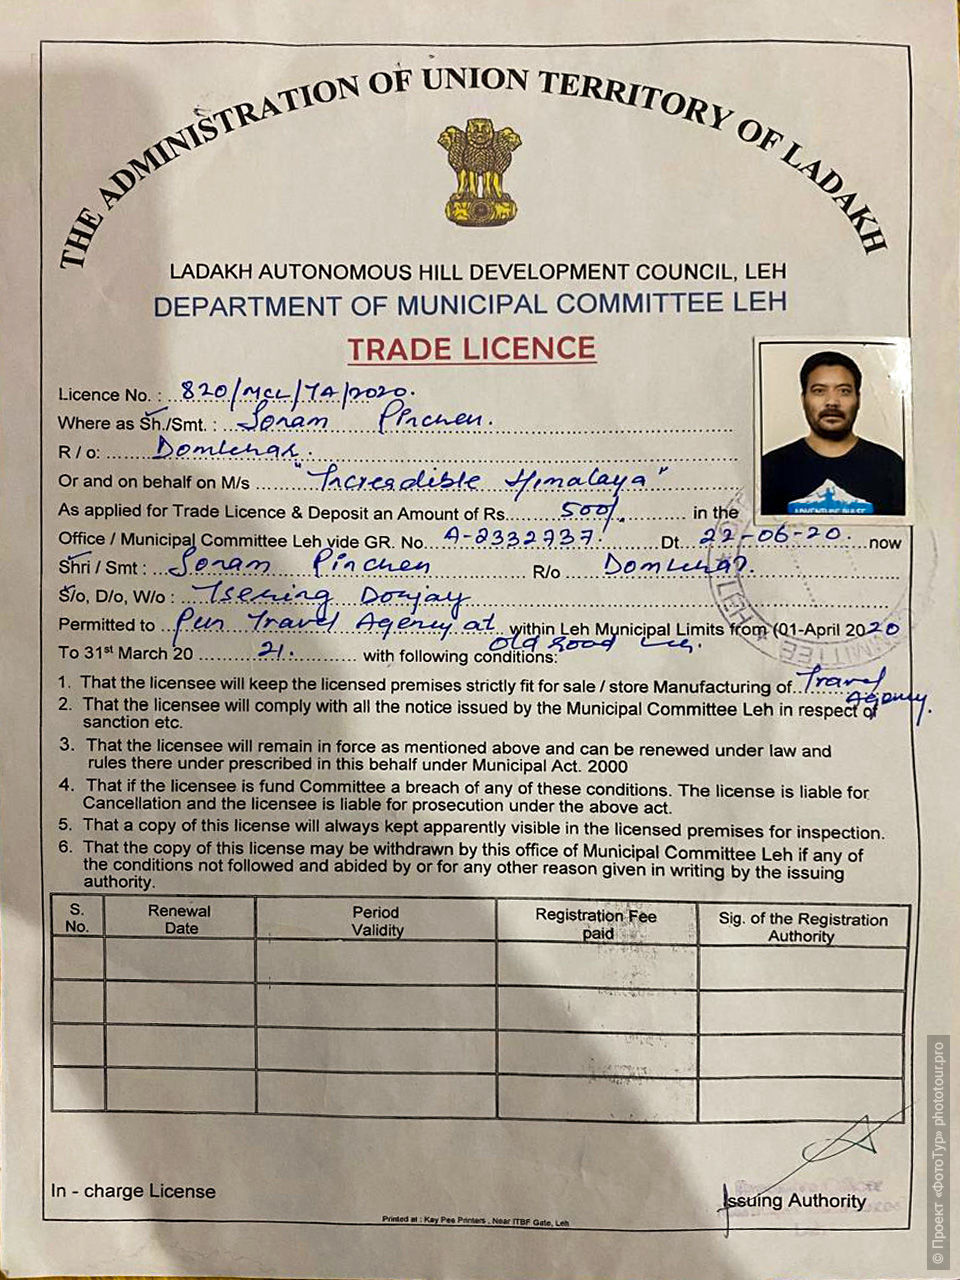 THE ADMINISTRATION OF UNION TERRITORY OF LADAKH
LADAKH AUTONOMOUS HILL DEVELOPMENT COUNCIL, LEH
DEPARTMENT OF MUNICIPAL COMMITTEE LEH
TRADE LICENCE
Licence No. : 820/MCL/TA/2020.
Where as Sh./Smt. : Sonam Pinchen.
R / o: Domkhar.
Or and on behalf on M/s "Increadible Himalaya"
As applied for Trade Licence & Deposit an Amount of Rs. 500/. in the
Office / Municipal Committee Leh vide GR. No. A-2332737. Dt. 22-06-20. now
Shri / Smt : Sonam Pinchen R/o Domkhar.
S/o, D/o, W/o : Tsering Dorjay
Permitted to Run Travel Agency at within Leh Municipal Limits from (01-April 2020
Old Road Leh.
To 31st March 20 21. with following conditions:
1. That the licensee will keep the licensed premises strictly fit for sale / store Manufacturing of Travel Agency.
2. That the licensee will comply with all the notice issued by the Municipal Committee Leh in respect of
sanction etc.
3. That the licensee will remain in force as mentioned above and can be renewed under law and
rules there under prescribed in this behalf under Municipal Act. 2000
4. That if the licensee is fund Committee a breach of any of these conditions. The license is liable for
Cancellation and the licensee is liable for prosecution under the above act.
5. That a copy of this license will always kept apparently visible in the licensed premises for inspection.
6. That the copy of this license may be withdrawn by this office of Municipal Committee Leh if any of
the conditions not followed and abided by or for any other reason given in writing by the issuing
authority.
S. No. Renewal Date Period Validity Registration Fee paid Sig. of the Registration Authority
In - charge License
Issuing Authority
Printed at : Kay Pee Printers , Near ITBF Gate, Leh
© Проект «ФотоТур» phototour.pro